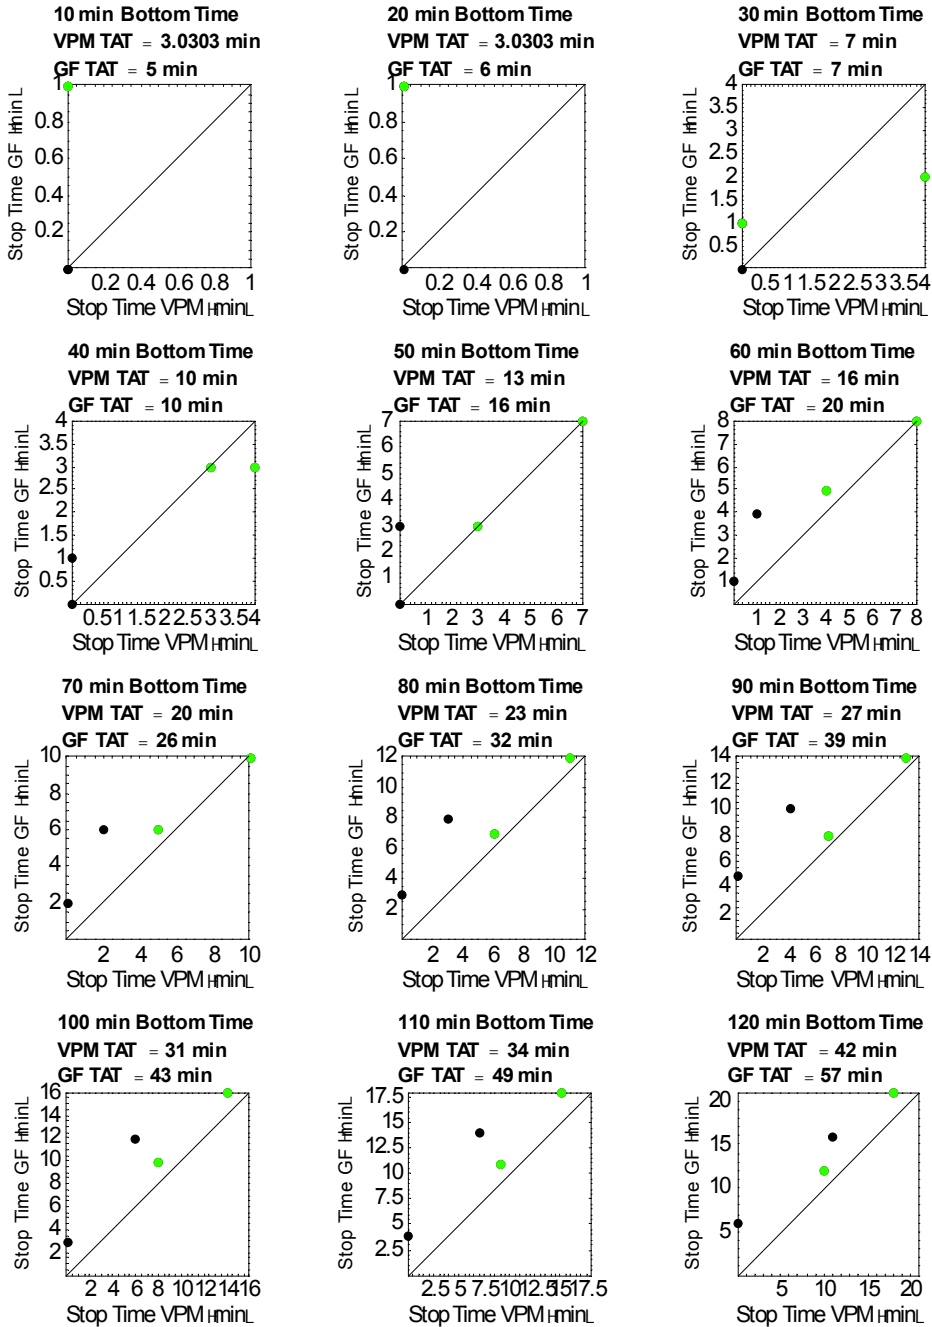 10 min Bottom Time
VPM TAT = 3.0303 min
GF TAT = 5 min
1
0.8
0.6
0.4
0.2
Stop Time GF HminL
0.2 0.4 0.6 0.8 1
Stop Time VPM HminL
20 min Bottom Time
VPM TAT = 3.0303 min
GF TAT = 6 min
1
0.8
0.6
0.4
0.2
Stop Time GF HminL
0.2 0.4 0.6 0.8 1
Stop Time VPM HminL
30 min Bottom Time
VPM TAT = 7 min
GF TAT = 7 min
4
3.5
3
2.5
2
1.5
1
0.5
Stop Time GF HminL
0.5 1 1.5 2 2.5 3 3.5 4
Stop Time VPM HminL
40 min Bottom Time
VPM TAT = 10 min
GF TAT = 10 min
4
3.5
3
2.5
2
1.5
1
0.5
Stop Time GF HminL
0.5 1 1.5 2 2.5 3 3.5 4
Stop Time VPM HminL
50 min Bottom Time
VPM TAT = 13 min
GF TAT = 16 min
7
6
5
4
3
2
1
Stop Time GF HminL
1 2 3 4 5 6 7
Stop Time VPM HminL
60 min Bottom Time
VPM TAT = 16 min
GF TAT = 20 min
8
7
6
5
4
3
2
1
Stop Time GF HminL
1 2 3 4 5 6 7 8
Stop Time VPM HminL
70 min Bottom Time
VPM TAT = 20 min
GF TAT = 26 min
10
8
6
4
2
Stop Time GF HminL
2 4 6 8 10
Stop Time VPM HminL
80 min Bottom Time
VPM TAT = 23 min
GF TAT = 32 min
12
10
8
6
4
2
Stop Time GF HminL
2 4 6 8 10 12
Stop Time VPM HminL
90 min Bottom Time
VPM TAT = 27 min
GF TAT = 39 min
14
12
10
8
6
4
2
Stop Time GF HminL
2 4 6 8 10 12 14
Stop Time VPM HminL
100 min Bottom Time
VPM TAT = 31 min
GF TAT = 43 min
16
14
12
10
8
6
4
2
Stop Time GF HminL
2 4 6 8 10 12 14 16
Stop Time VPM HminL
110 min Bottom Time
VPM TAT = 34 min
GF TAT = 49 min
17.5
15
12.5
10
7.5
5
2.5
Stop Time GF HminL
2.5 5 7.5 10 12.5 15 17.5
Stop Time VPM HminL
120 min Bottom Time
VPM TAT = 42 min
GF TAT = 57 min
20
15
10
5
Stop Time GF HminL
5 10 15 20
Stop Time VPM HminL